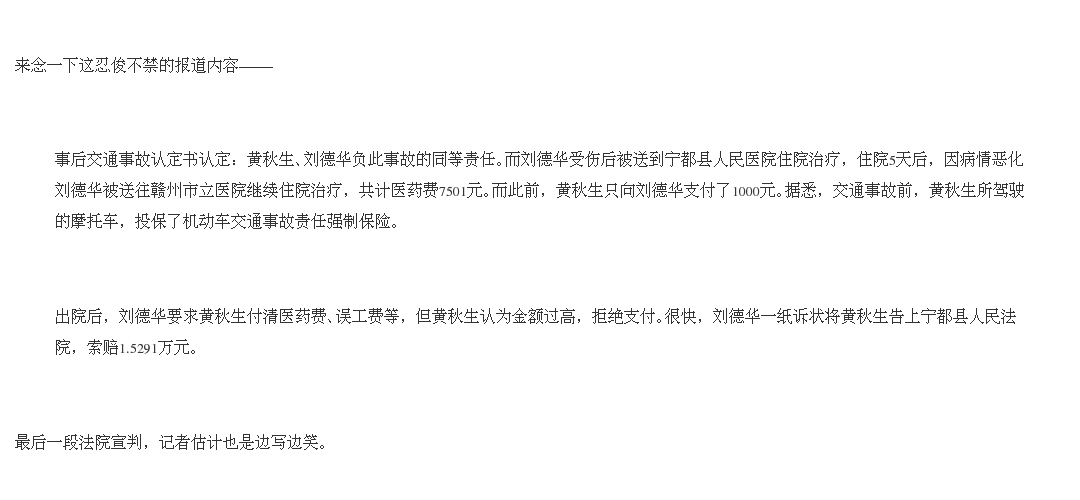 来念一下这忍俊不禁的报道内容——
事后交通事故认定书认定：黄秋生、刘德华负此事故的同等责任。而刘德华受伤后被送到宁都县人民医院住院治疗，住院5天后，因病情恶化
刘德华被送往赣州市立医院继续住院治疗，共计医药费7501元。而此前，黄秋生只向刘德华支付了1000元。据悉，交通事故前，黄秋生所驾驶
的摩托车，投保了机动车交通事故责任强制保险。
出院后，刘德华要求黄秋生付清医药费、误工费等，但黄秋生认为金额过高，拒绝支付。很快，刘德华一纸诉状将黄秋生告上宁都县人民法
院，索赔1.5291万元。
最后一段法院宣判，记者估计也是边写边笑。